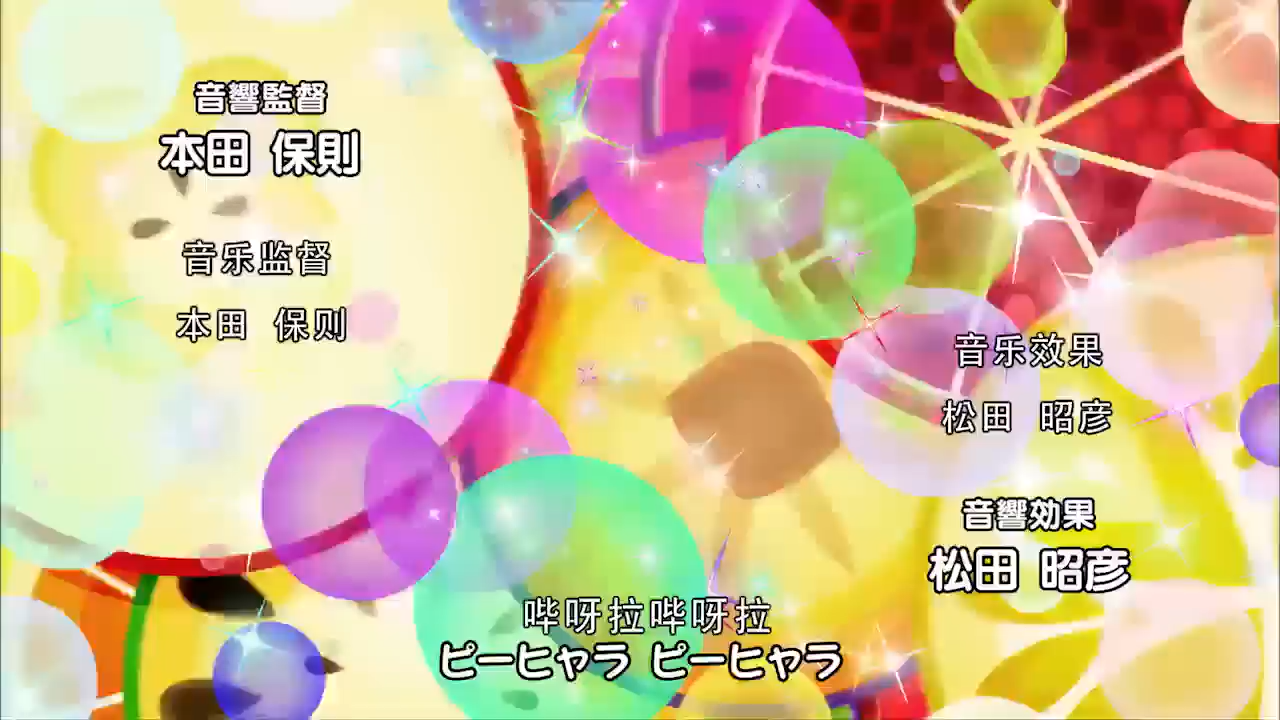 音響監督
本田 保則
音乐监督
本田 保则
音乐效果
松田 昭彦
音響効果
松田 昭彦
哔呀拉哔呀拉
ピーヒャラ ピーヒャラ